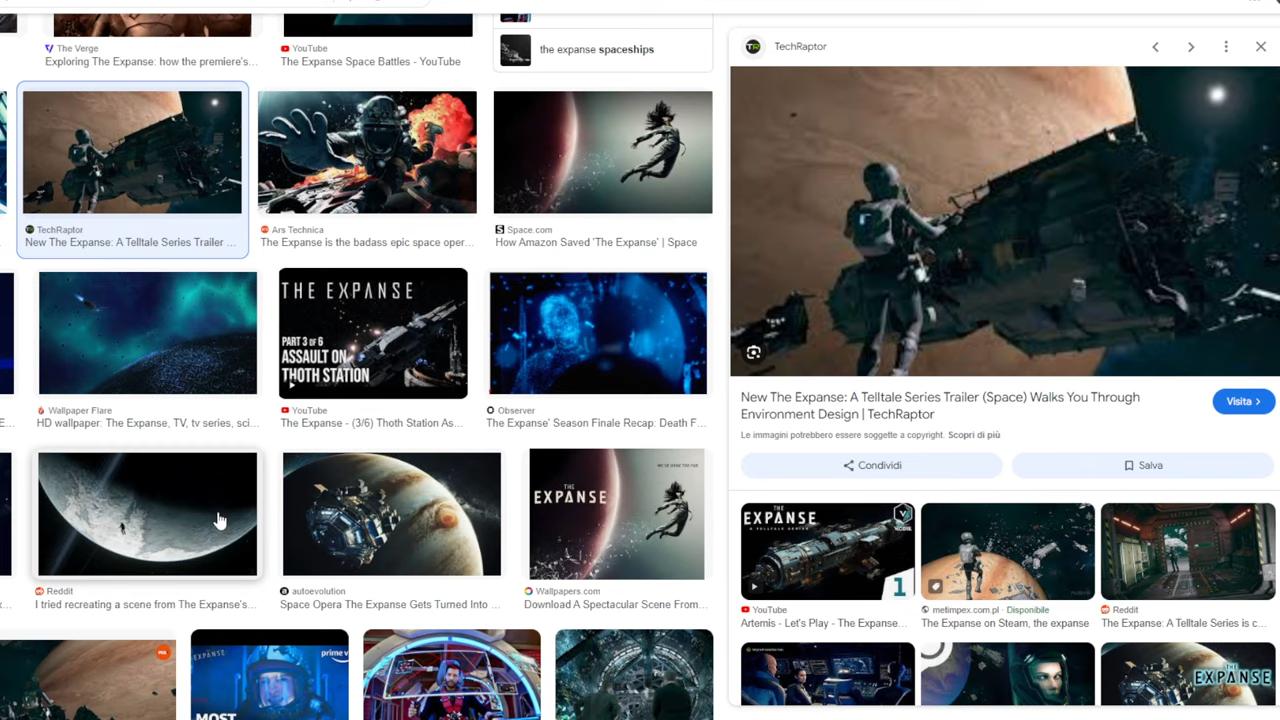 The Verge
Exploring The Expanse: how the premiere's...
YouTube
The Expanse Space Battles - YouTube
the expanse spaceships
TechRaptor
New The Expanse: A Telltale Series Trailer ...
Ars Technica
The Expanse is the badass epic space oper...
Space.com
How Amazon Saved 'The Expanse' | Space
E...
Wallpaper Flare
HD wallpaper: The Expanse, TV, tv series, sci...
THE EXPANSE
PART 3 OF 6
ASSAULT ON
THOTH STATION
YouTube
The Expanse - (3/6) Thoth Station As...
Observer
The Expanse' Season Finale Recap: Death F...
Reddit
I tried recreating a scene from The Expanse's...
autoevolution
Space Opera The Expanse Gets Turned Into ...
THE
EXPANSE
Wallpapers.com
Download A Spectacular Scene From...
EXPANSE
prime v
MOST
TR
TechRaptor
New The Expanse: A Telltale Series Trailer (Space) Walks You Through
Environment Design | TechRaptor
Visita
Le immagini potrebbero essere soggette a copyright. Scopri di più
Condividi
Salva
THE
EXPANSE
A TELLTALE SERIES
1
YouTube
Artemis - Let's Play - The Expanse...
metimpex.com.pl · Disponibile
The Expanse on Steam, the expanse
Reddit
The Expanse: A Telltale Series is c...
THE
EXPANSE